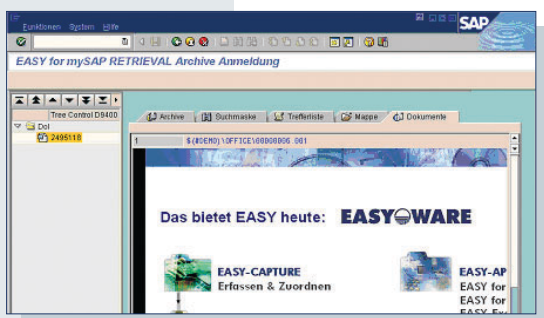 Funktionen System Hilfe
SAP
EASY for mySAP RETRIEVAL Archive Anmeldung
Tree Control D9400
Dol
2495118
Archive Suchmaske Trefferliste Mappe Dokumente
1 $(#DEMO)\OFFICE\00000006.001
Das bietet EASY heute: EASYWARE
EASY-CAPTURE
Erfassen & Zuordnen
EASY-AP
EASY for
EASY for